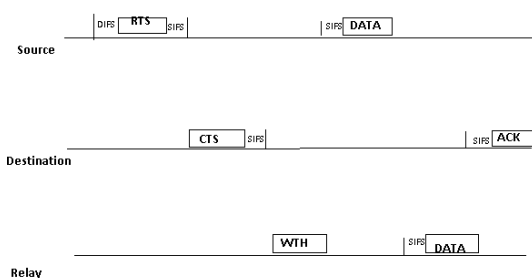 DIFS RTS SIFS SIFS DATA
Source
CTS SIFS SIFS ACK
Destination
WTH SIFS DATA
Relay